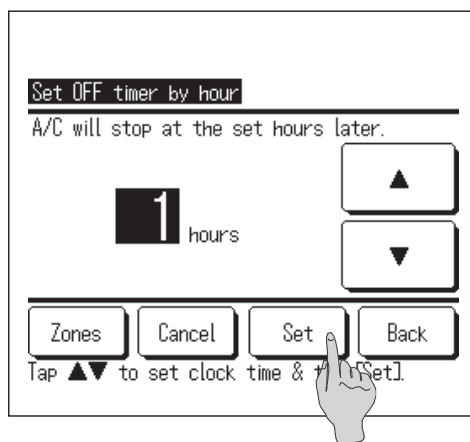 Set OFF timer by hour
A/C will stop at the set hours later.
▲
1 hours
▼
Zones Cancel Set Back
Tap ▲▼ to set clock time & [Set].